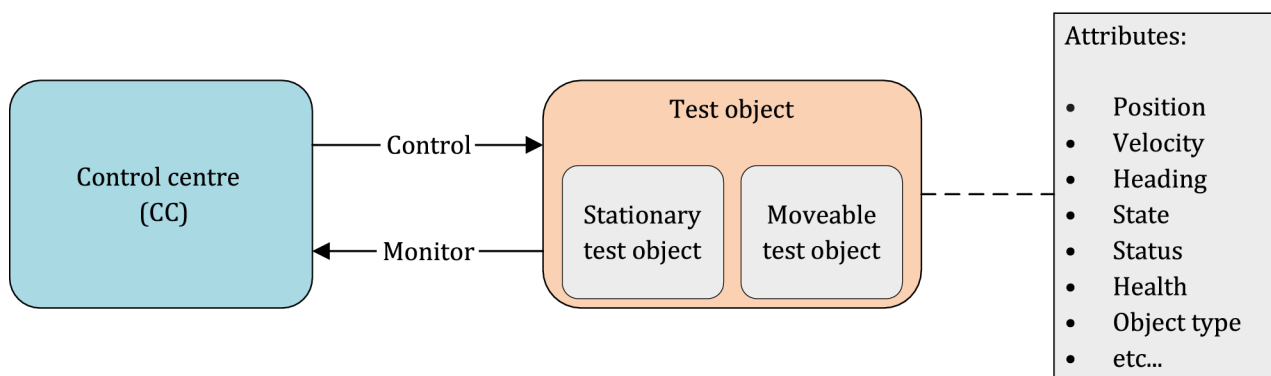 Control centre
(CC)
Control
Monitor
Test object
Stationary
test object
Moveable
test object
Attributes:
• Position
• Velocity
• Heading
• State
• Status
• Health
• Object type
• etc...